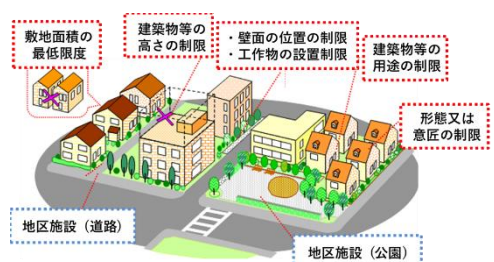 敷地面積の
最低限度
建築物等の
高さの制限
・壁面の位置の制限
・工作物の設置制限
建築物等の
用途の制限
形態又は
意匠の制限
地区施設（道路）
地区施設（公園）